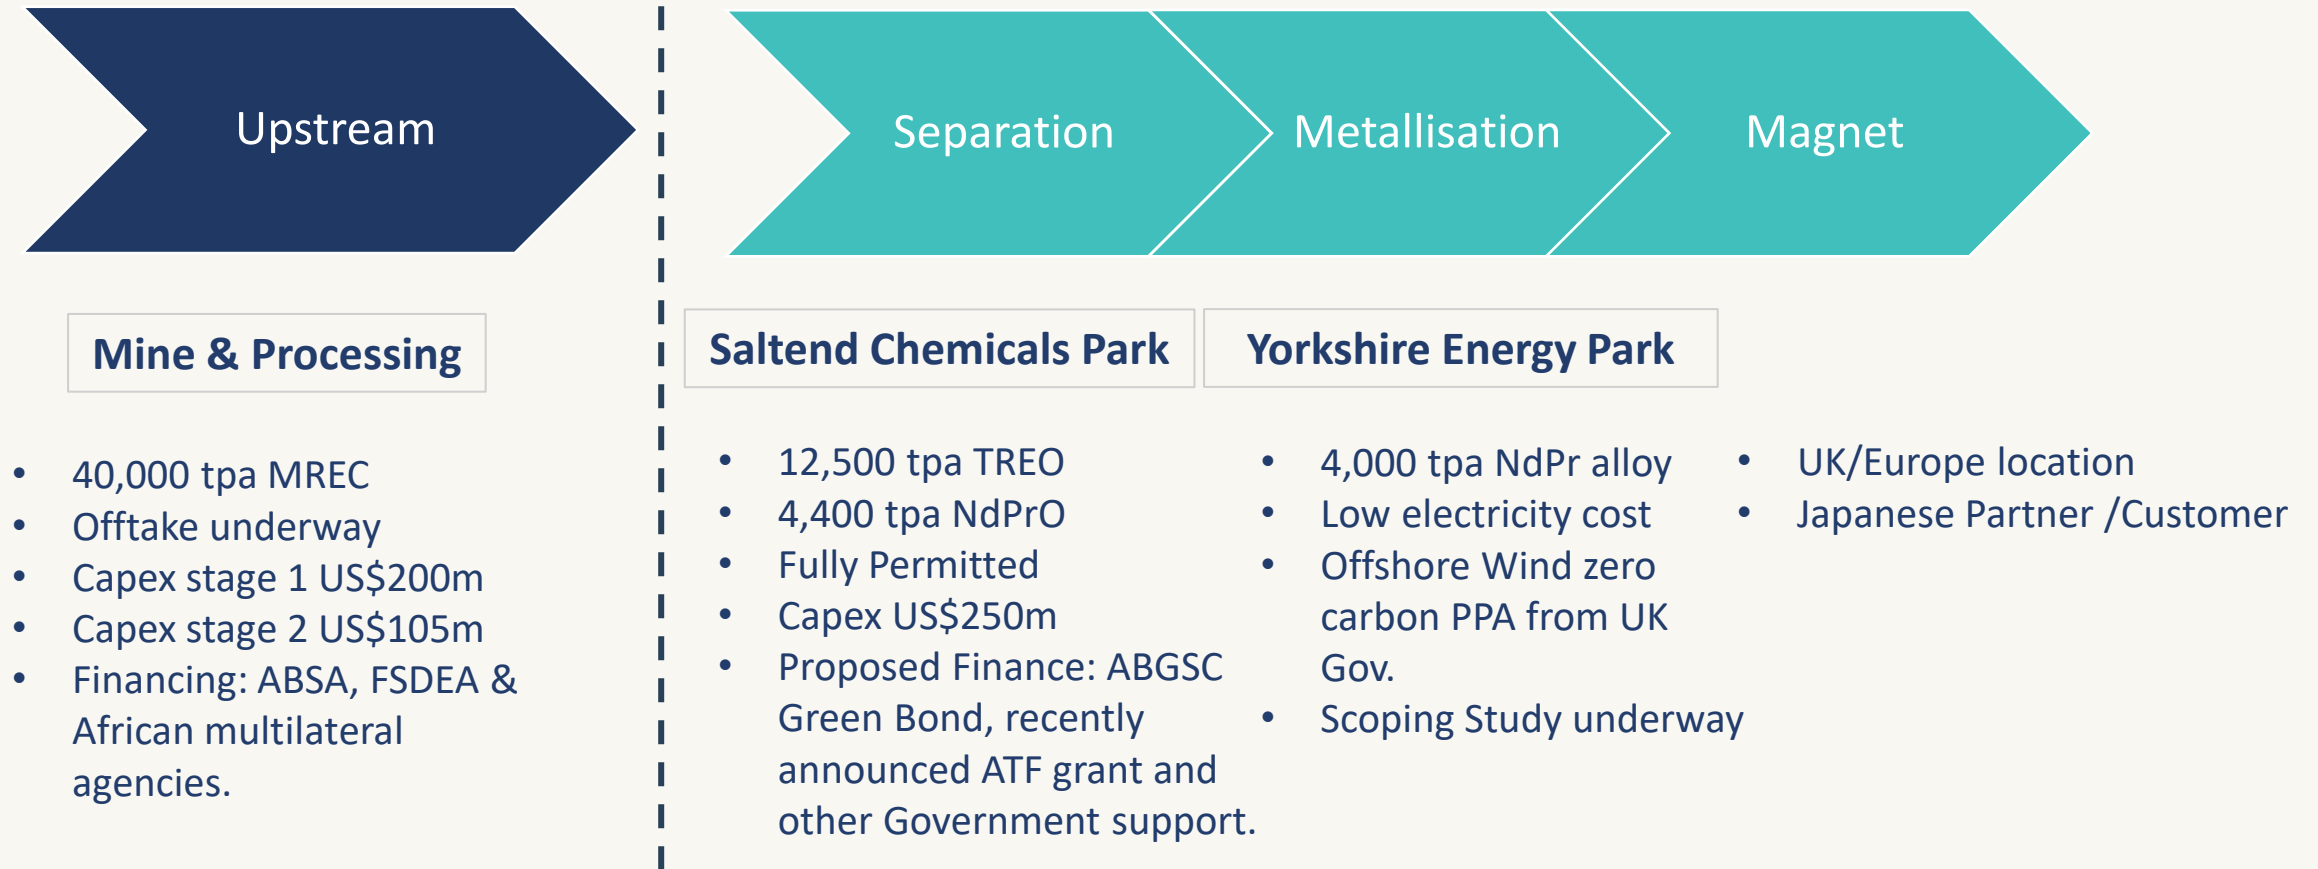 Upstream
Separation
Metallisation
Magnet
Mine & Processing
• 40,000 tpa MREC
• Offtake underway
• Capex stage 1 US$200m
• Capex stage 2 US$105m
• Financing: ABSA, FSDEA &
African multilateral
agencies.
Saltend Chemicals Park
• 12,500 tpa TREO
• 4,400 tpa NdPrO
• Fully Permitted
• Capex US$250m
• Proposed Finance: ABGSC
Green Bond, recently
announced ATF grant and
other Government support.
Yorkshire Energy Park
• 4,000 tpa NdPr alloy
• Low electricity cost
• Offshore Wind zero
carbon PPA from UK
Gov.
• Scoping Study underway
• UK/Europe location
• Japanese Partner /Customer